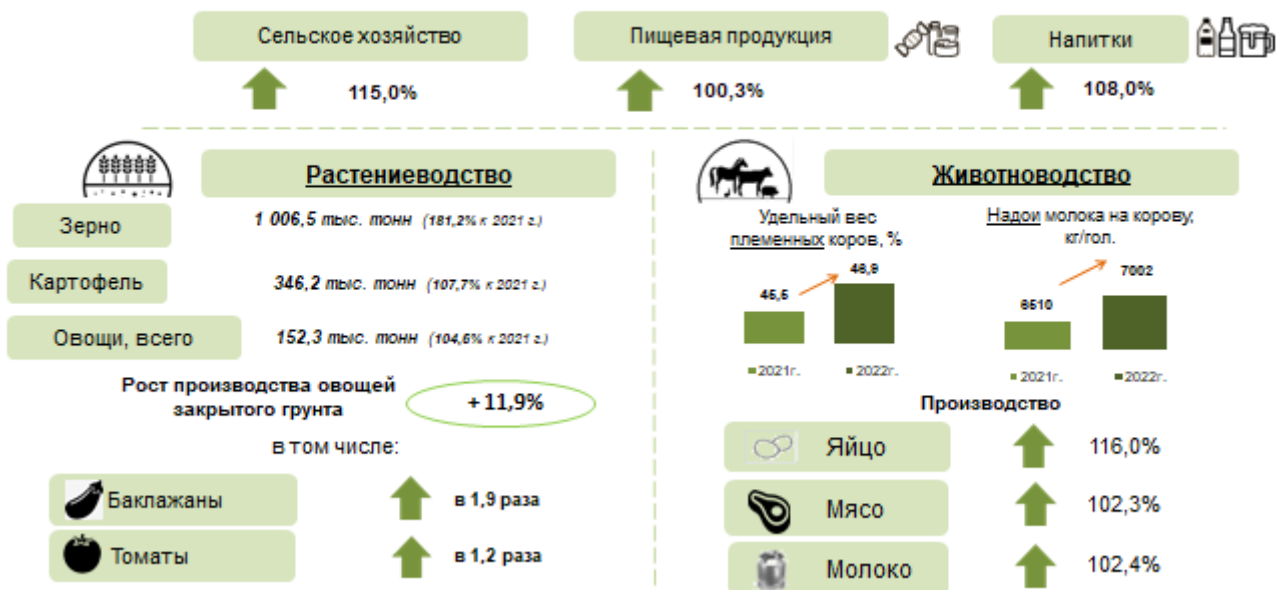 Сельское хозяйство
Пищевая продукция
Напитки
115,0%
100,3%
108,0%
Растениеводство
Зерно
1 006,5 тыс. тонн (181,2% к 2021 г.)
Картофель
346,2 тыс. тонн (107,7% к 2021 г.)
Овощи, всего
152,3 тыс. тонн (104,6% к 2021 г.)
Рост производства овощей
закрытого грунта
+ 11,9%
в том числе:
Баклажаны
в 1,9 раза
Томаты
в 1,2 раза
Животноводство
Удельный вес
племенных коров, %
46,9
45,5
2021г.
2022г.
Надои молока на корову,
кг/гол.
7002
6510
2021г.
2022г.
Производство
Яйцо
116,0%
Мясо
102,3%
Молоко
102,4%